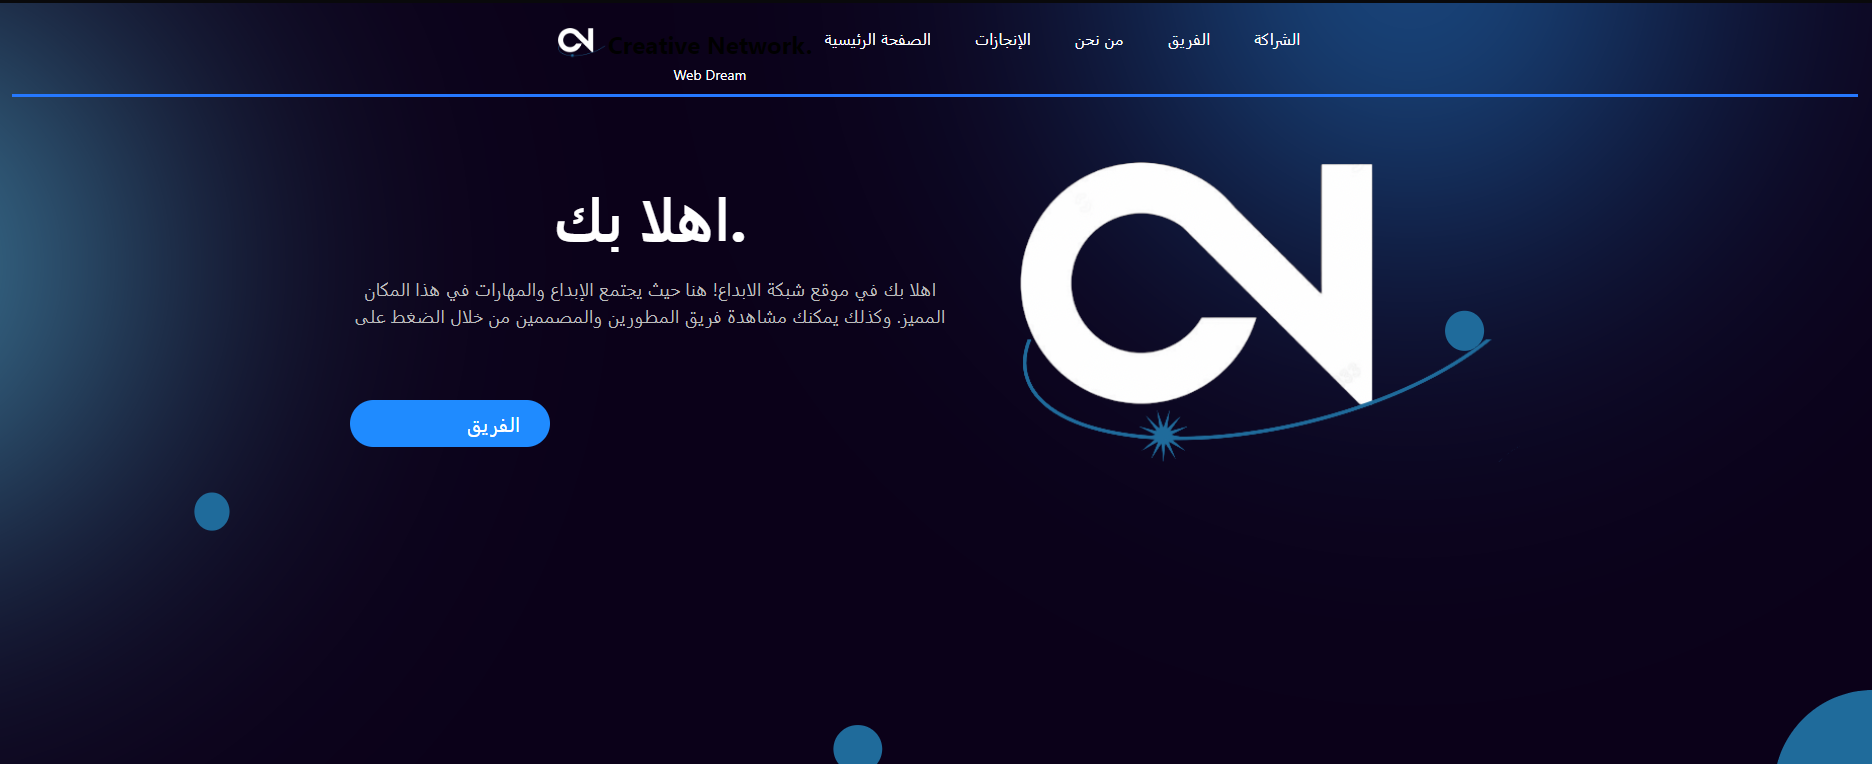 CN Creative Network.
الصفحة الرئيسية
الإنجازات
من نحن
الفريق
الشراكة
Web Dream
اهلا بك.
اهلا بك في موقع شبكة الابداع! هنا حيث يجتمع الإبداع والمهارات في هذا المكان
المميز. وكذلك يمكنك مشاهدة فريق المطورين والمصممين من خلال الضغط على
الفريق
CN